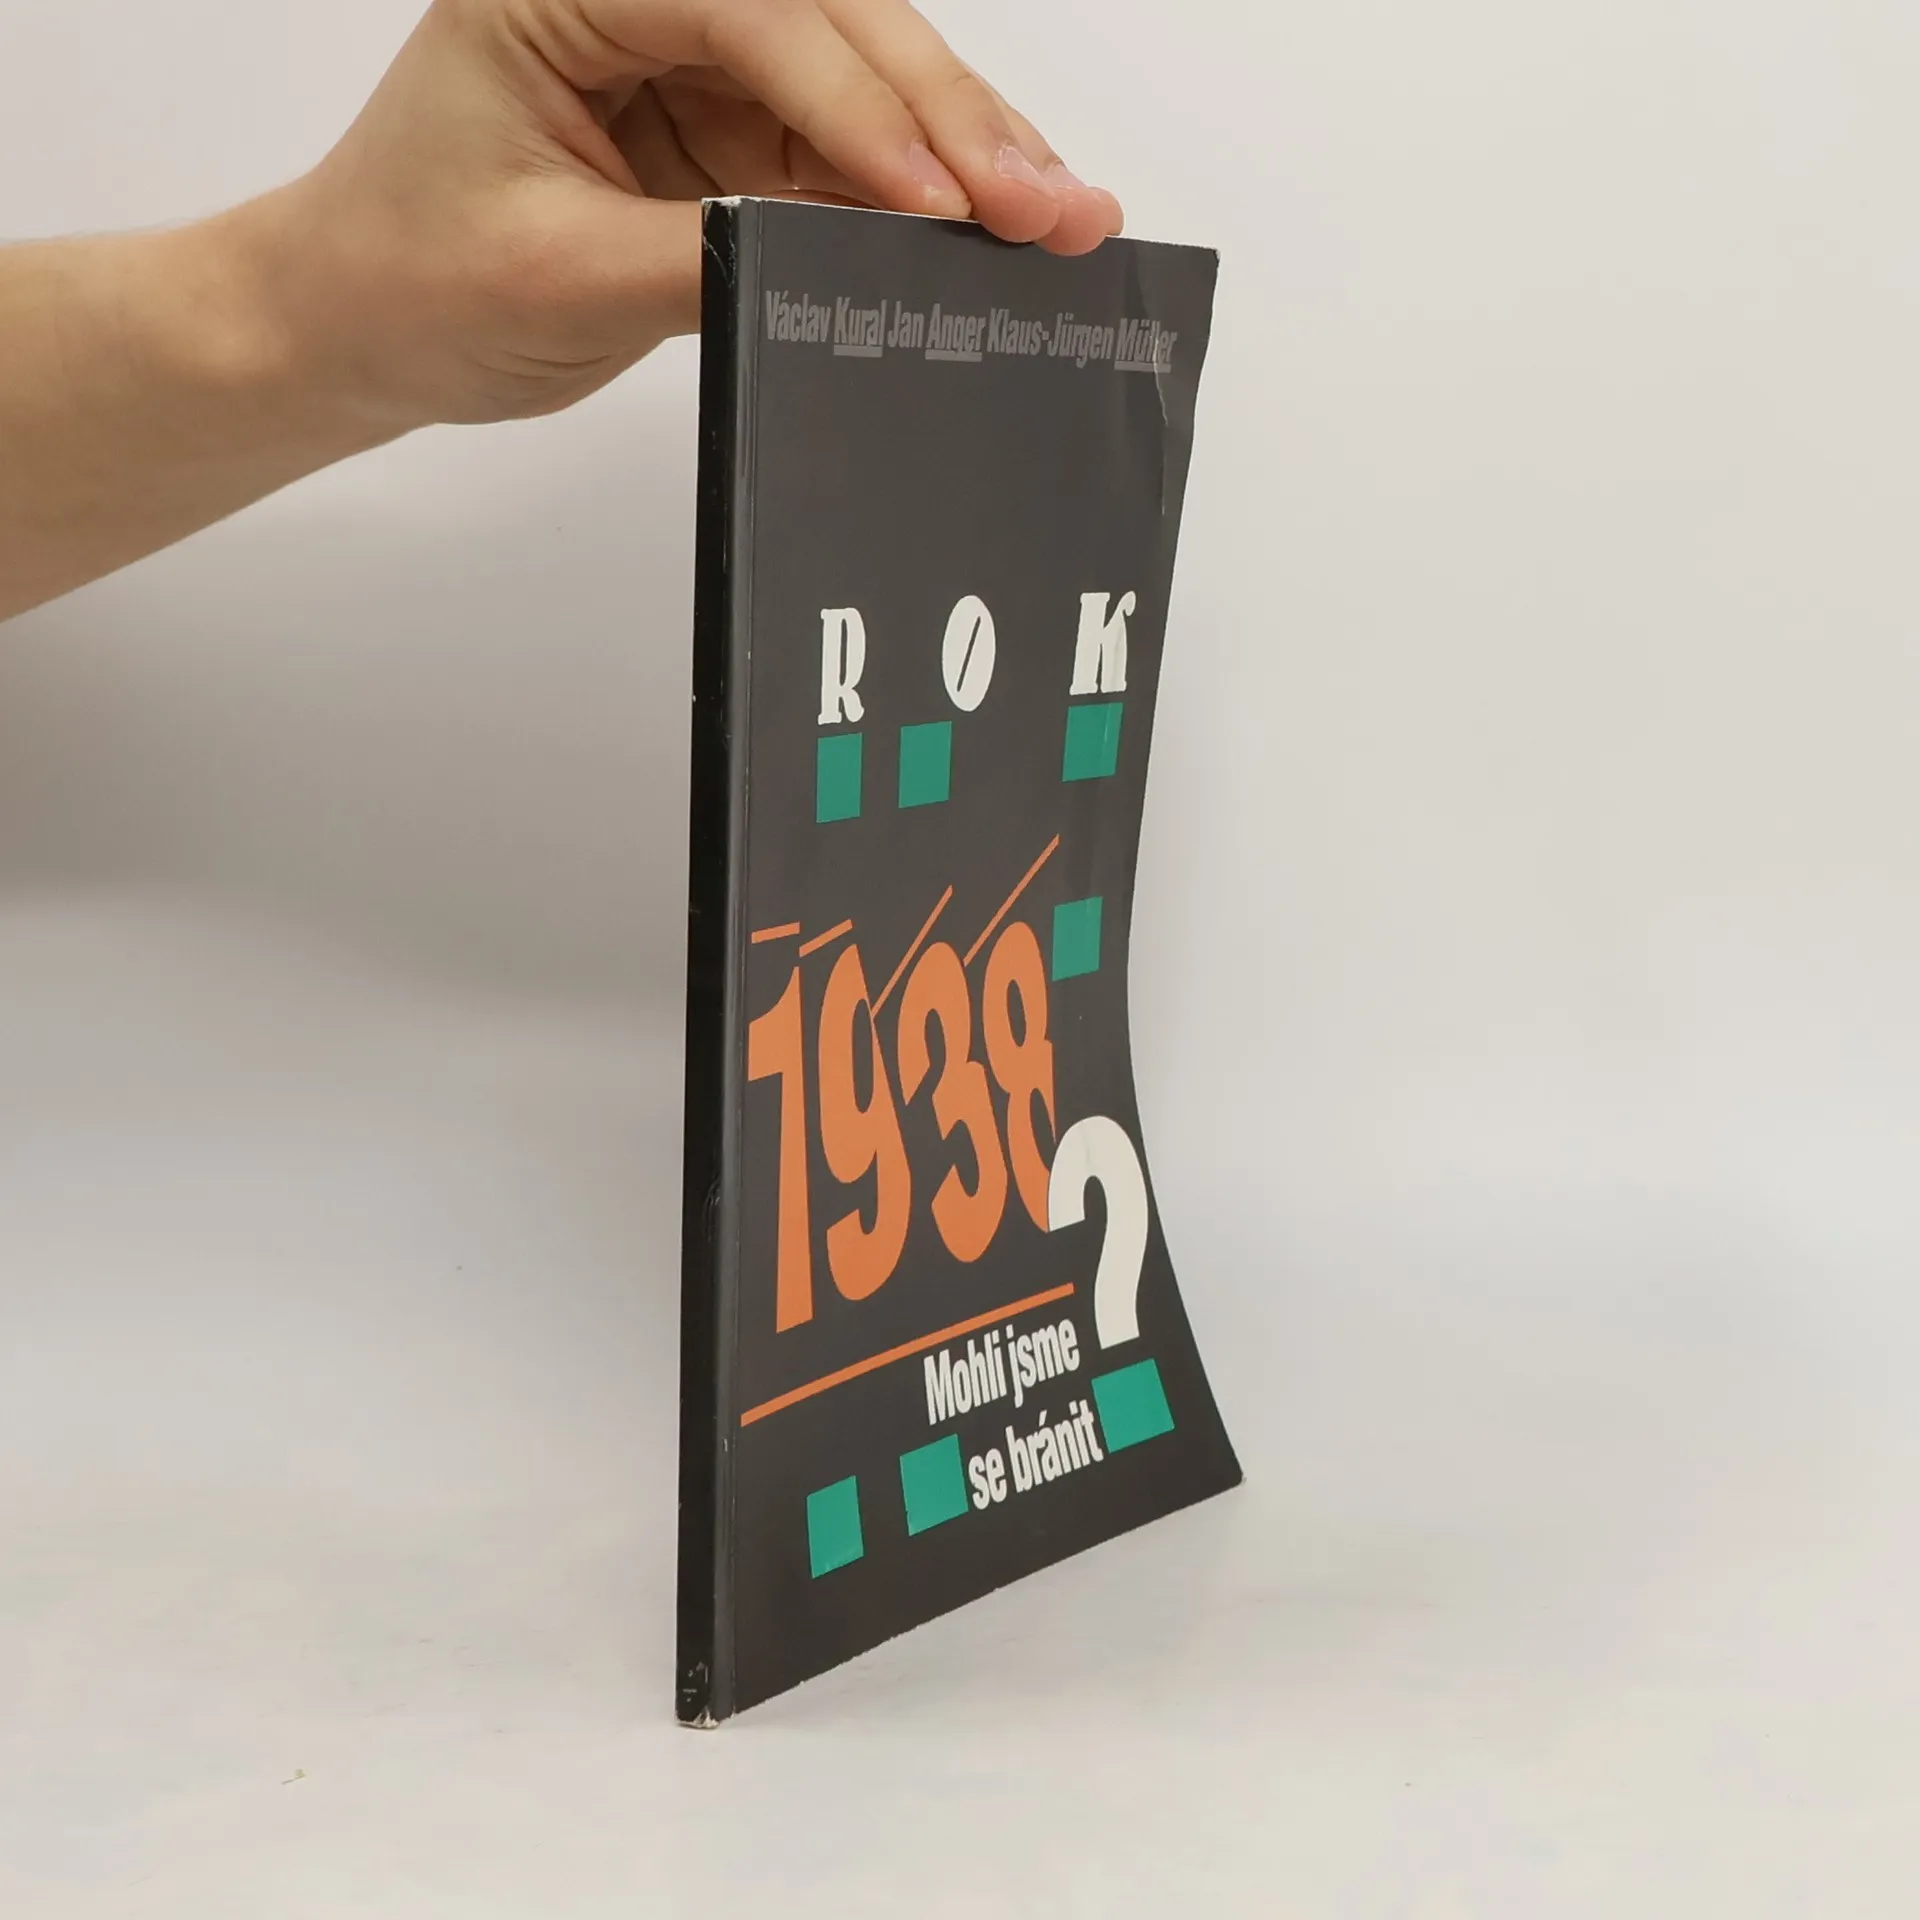 Václav Kural Jan Anger Klaus-Jürgen Müller
ROK
1938
?
Mohli jsme
se bránit